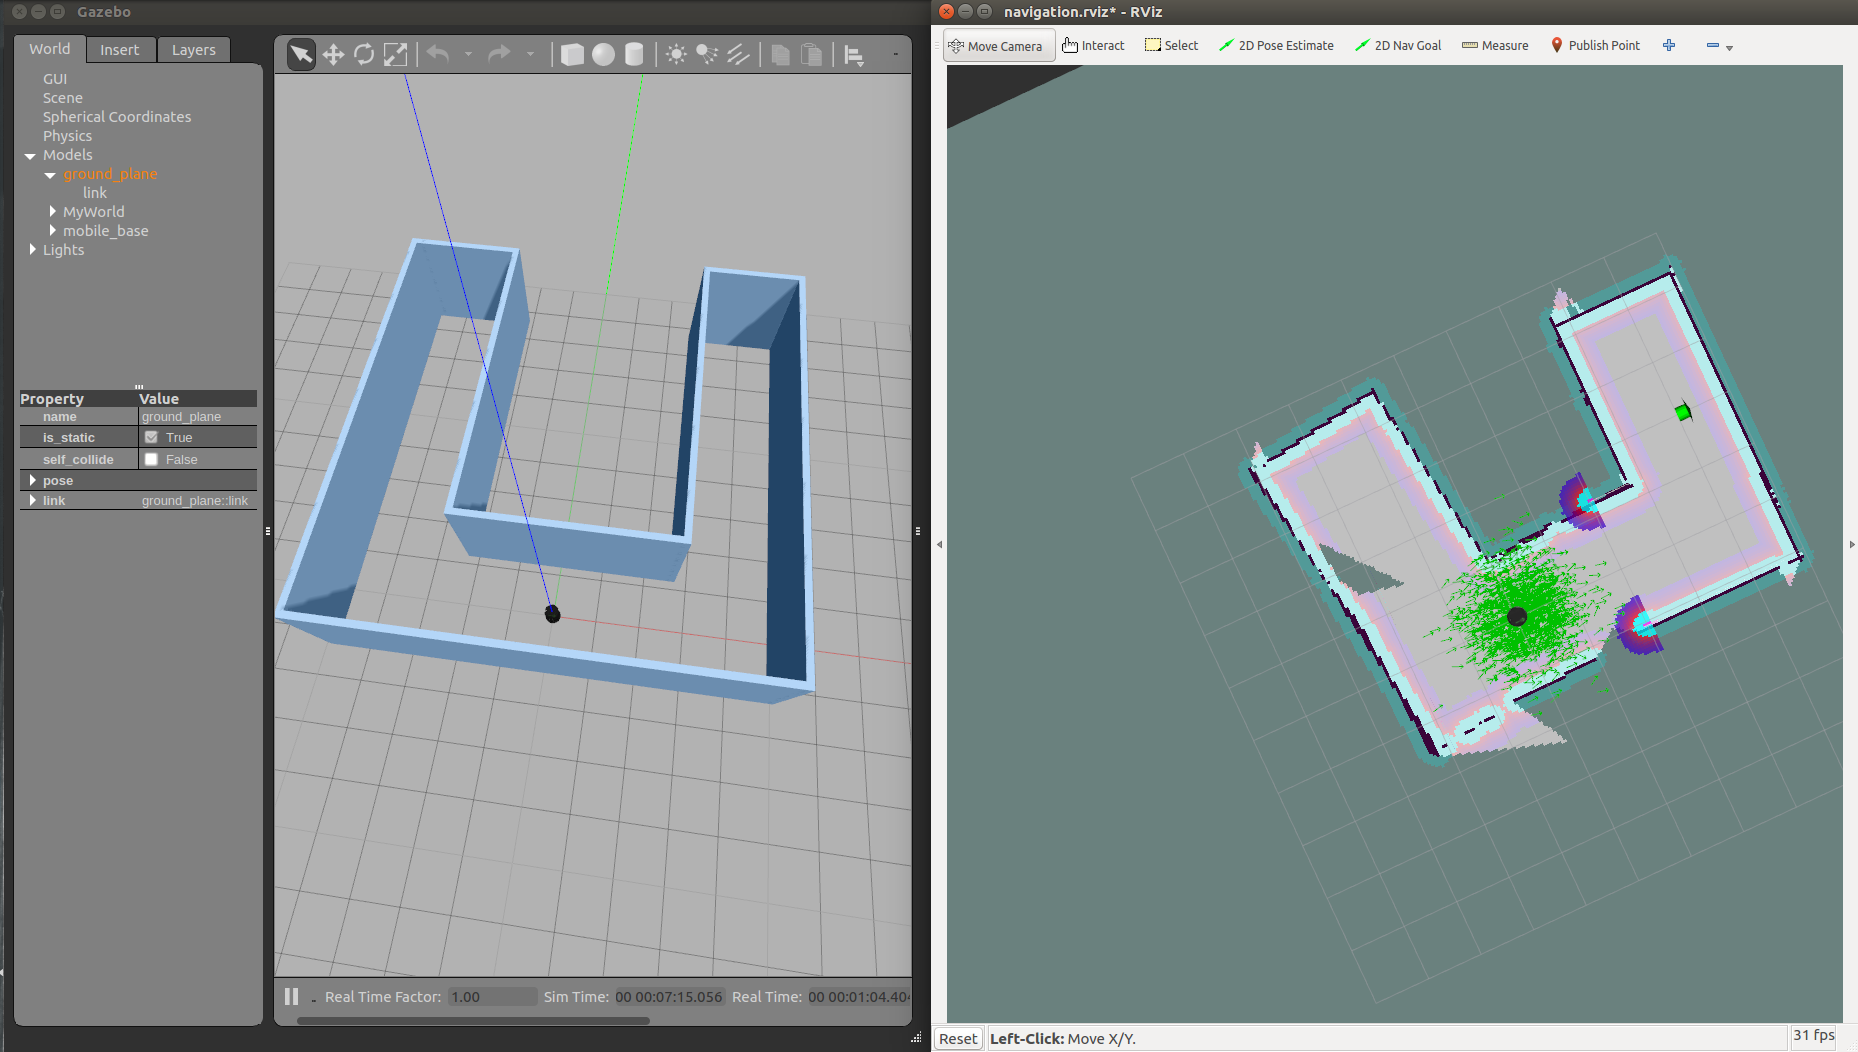 Gazebo
World Insert Layers
GUI
Scene
Spherical Coordinates
Physics
Models
ground_plane
link
MyWorld
mobile_base
Lights
Property Value
name ground_plane
is_static True
self_collide False
pose
link ground_plane::link
Real Time Factor: 1.00 Sim Time: 00 00:07:15.056 Real Time: 00 00:01:04.404
navigation.rviz* - RViz
Move Camera Interact Select 2D Pose Estimate 2D Nav Goal Measure Publish Point
Reset Left-Click: Move X/Y. 31 fps